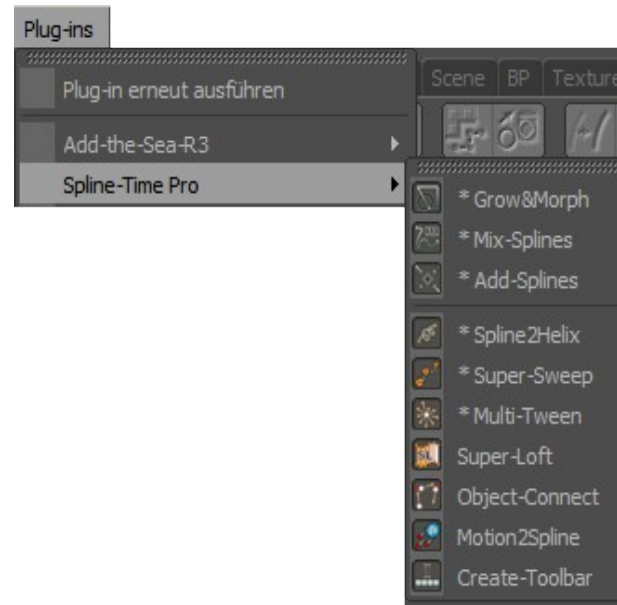 Plug-ins
Scene BP Texture
Plug-in erneut ausführen
Add-the-Sea-R3
Spline-Time Pro
* Grow&Morph
* Mix-Splines
* Add-Splines
* Spline2Helix
* Super-Sweep
* Multi-Tween
Super-Loft
Object-Connect
Motion2Spline
Create-Toolbar